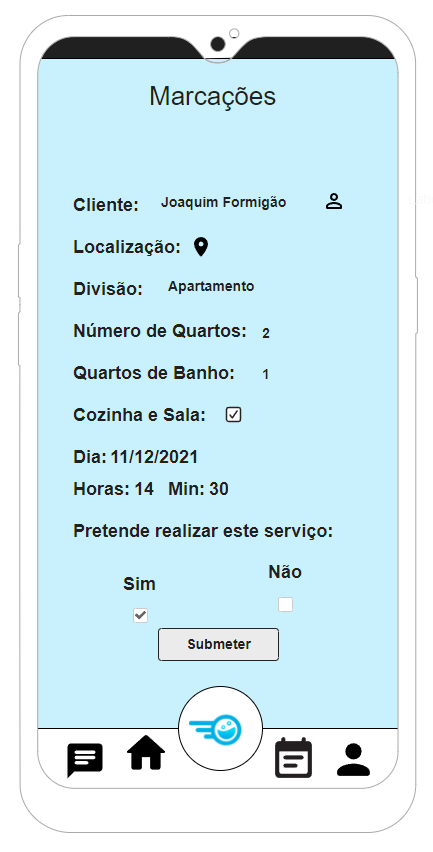 Marcações
Cliente: Joaquim Formigão
Localização:
Divisão: Apartamento
Número de Quartos: 2
Quartos de Banho: 1
Cozinha e Sala:
Dia: 11/12/2021
Horas: 14 Min: 30
Pretende realizar este serviço:
Sim Não
Submeter